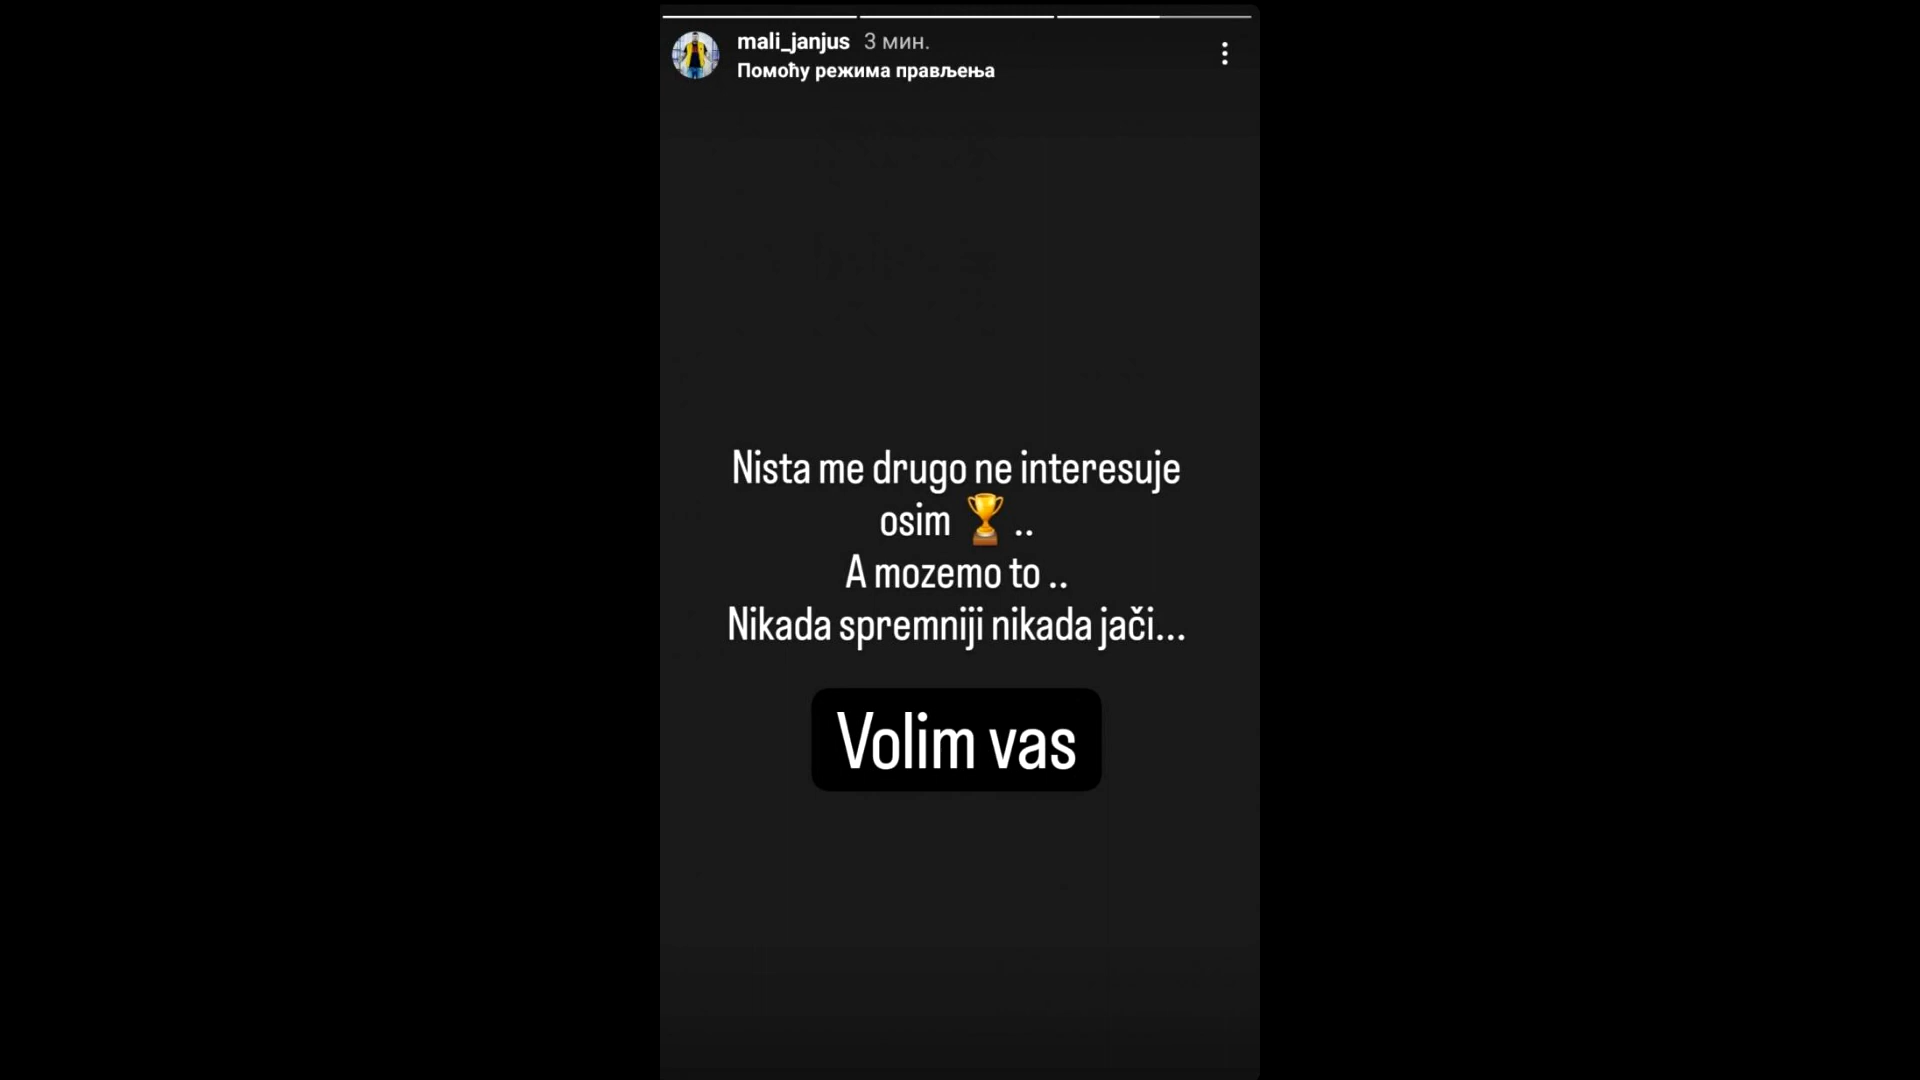 mali_janjus 3 мин.
Помоћу режима прављења
Nista me drugo ne interesuje
osim 🏆 ..
A mozemo to ..
Nikada spremniji nikada jači...
Volim vas